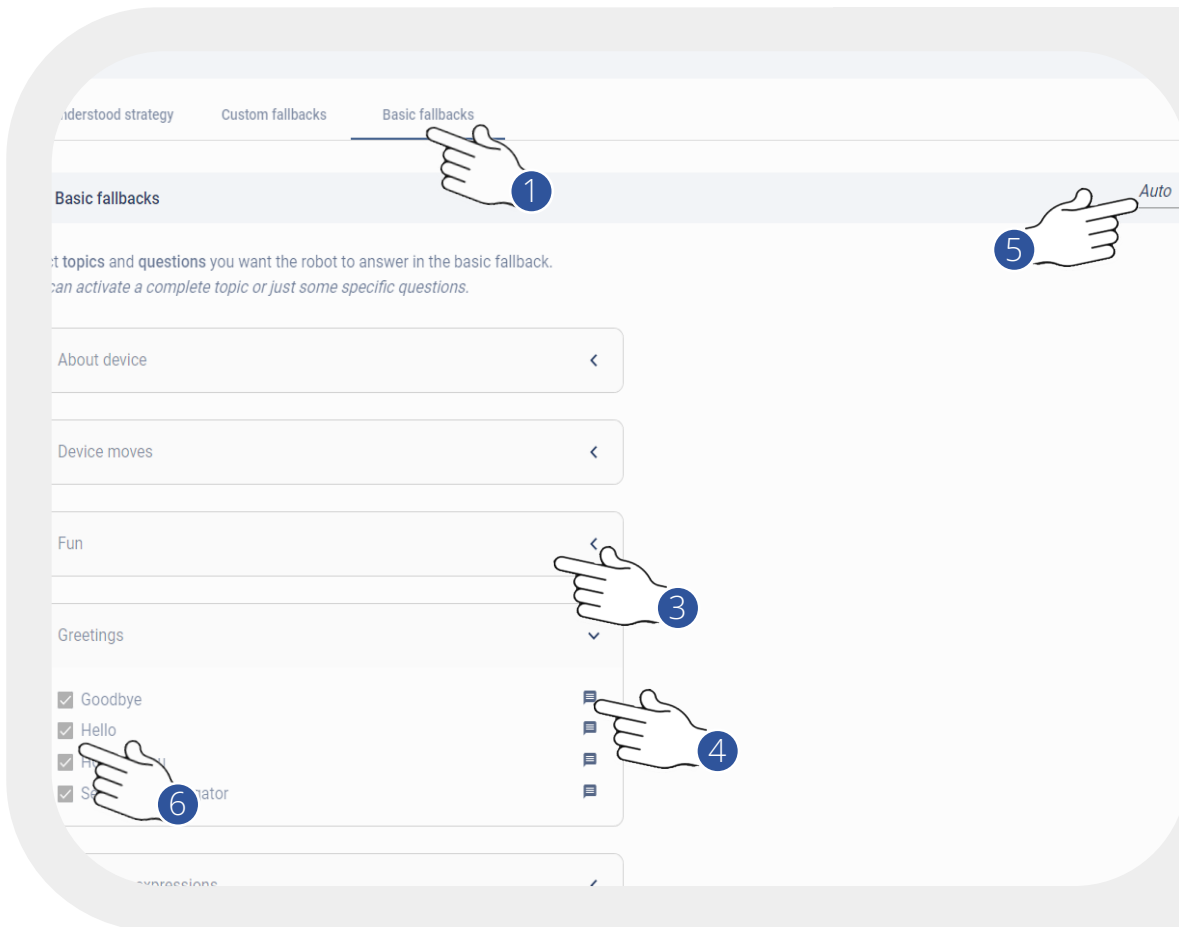 nderstood strategy Custom fallbacks Basic fallbacks
1
Basic fallbacks
Auto
5
t topics and questions you want the robot to answer in the basic fallback.
can activate a complete topic or just some specific questions.
About device
Device moves
Fun
3
Greetings
Goodbye
Hello
4
6
expressions